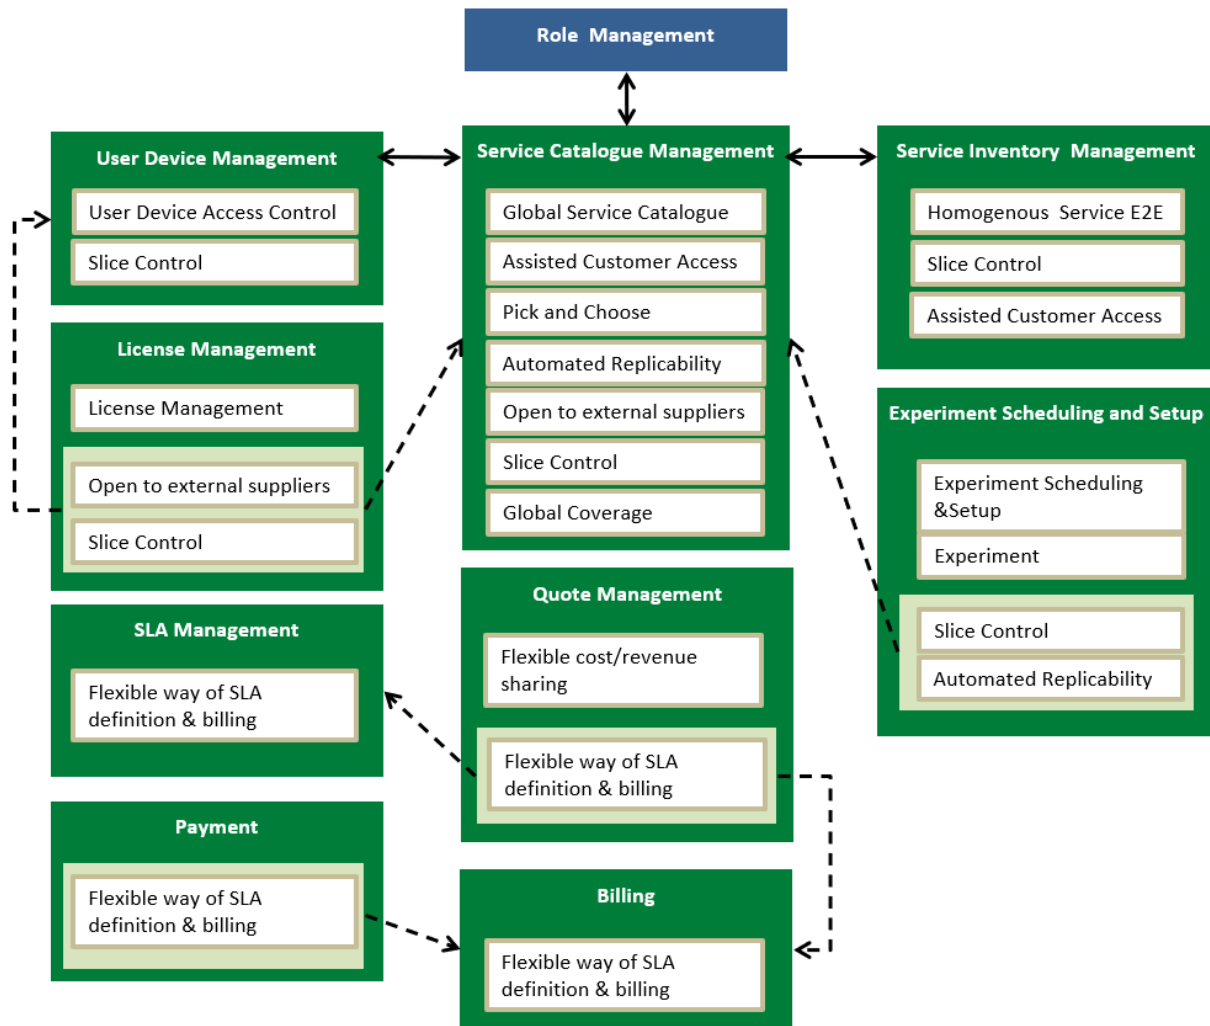 Role Management
User Device Management
User Device Access Control
Slice Control
Service Catalogue Management
Global Service Catalogue
Assisted Customer Access
Pick and Choose
Automated Replicability
Open to external suppliers
Slice Control
Global Coverage
Service Inventory Management
Homogenous Service E2E
Slice Control
Assisted Customer Access
License Management
License Management
Open to external suppliers
Slice Control
Experiment Scheduling and Setup
Experiment Scheduling
&Setup
Experiment
Slice Control
Automated Replicability
SLA Management
Flexible way of SLA
definition & billing
Quote Management
Flexible cost/revenue
sharing
Flexible way of SLA
definition & billing
Payment
Flexible way of SLA
definition & billing
Billing
Flexible way of SLA
definition & billing